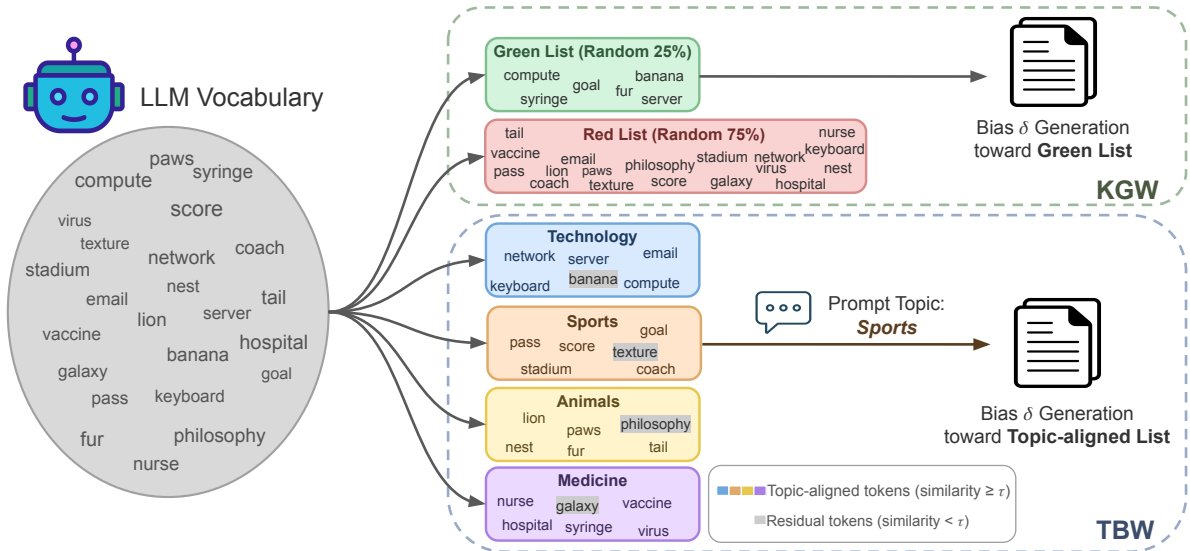 LLM Vocabulary
paws
syringe
compute
score
virus
texture
coach
network
stadium
nest
email
server
tail
lion
vaccine
hospital
banana
galaxy
goal
pass
keyboard
fur
philosophy
nurse
Green List (Random 25%)
compute
banana
goal
fur
syringe
server
Red List (Random 75%)
tail
nurse
vaccine
keyboard
email
philosophy
stadium
network
pass
lion
paws
virus
nest
coach
texture
score
galaxy
hospital
Bias δ Generation
toward Green List
KGW
Technology
network
server
email
keyboard
banana
compute
Sports
goal
pass
score
texture
stadium
coach
Animals
lion
paws
philosophy
nest
fur
tail
Medicine
nurse
galaxy
vaccine
hospital
syringe
virus
Prompt Topic:
Sports
Bias δ Generation
toward Topic-aligned List
Topic-aligned tokens (similarity ≥ τ)
Residual tokens (similarity < τ)
TBW